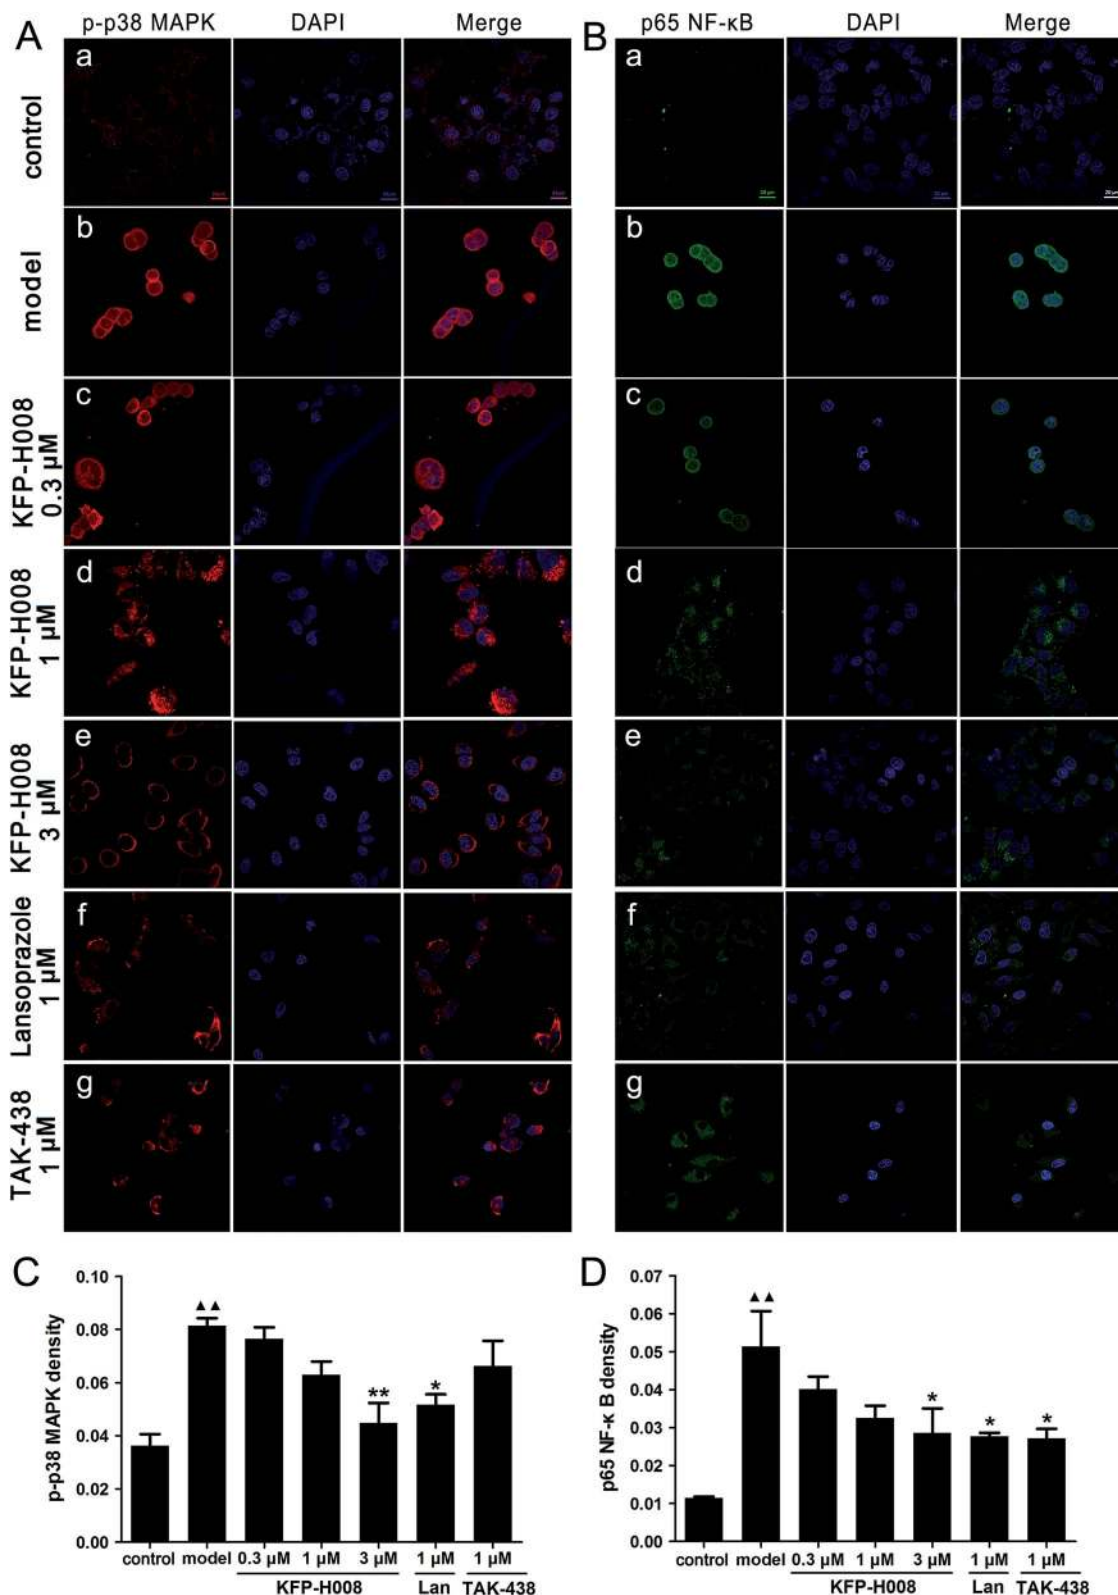 A
p-p38 MAPK DAPI Merge
B
p65 NF-κB DAPI Merge
control
a
a
20 μm
20 μm
model
b
b
KFP-H008
0.3 μM
c
c
KFP-H008
1 μM
d
d
KFP-H008
3 μM
e
e
Lansoprazole
1 μM
f
f
TAK-438
1 μM
g
g
C
p-p38 MAPK density
0.10
0.08
0.06
0.04
0.02
0.00
▲▲
** *
control model 0.3 μM 1 μM 3 μM 1 μM 1 μM
KFP-H008 Lan TAK-438
D
p65 NF-κ B density
0.07
0.06
0.05
0.04
0.03
0.02
0.01
0.00
▲▲
* * *
control model 0.3 μM 1 μM 3 μM 1 μM 1 μM
KFP-H008 Lan TAK-438